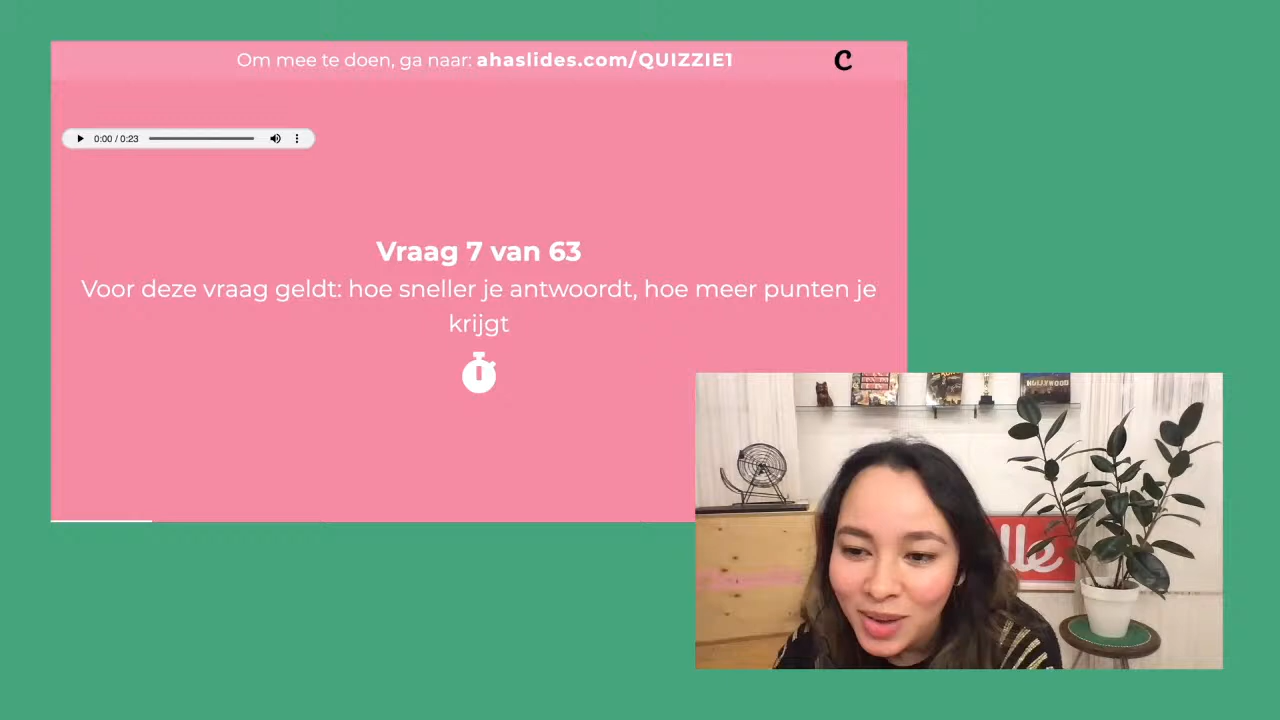 Om mee te doen, ga naar: ahaslides.com/QUIZZIE1
C
0:00 / 0:23
Vraag 7 van 63
Voor deze vraag geldt: hoe sneller je antwoordt, hoe meer punten je
krijgt
lle